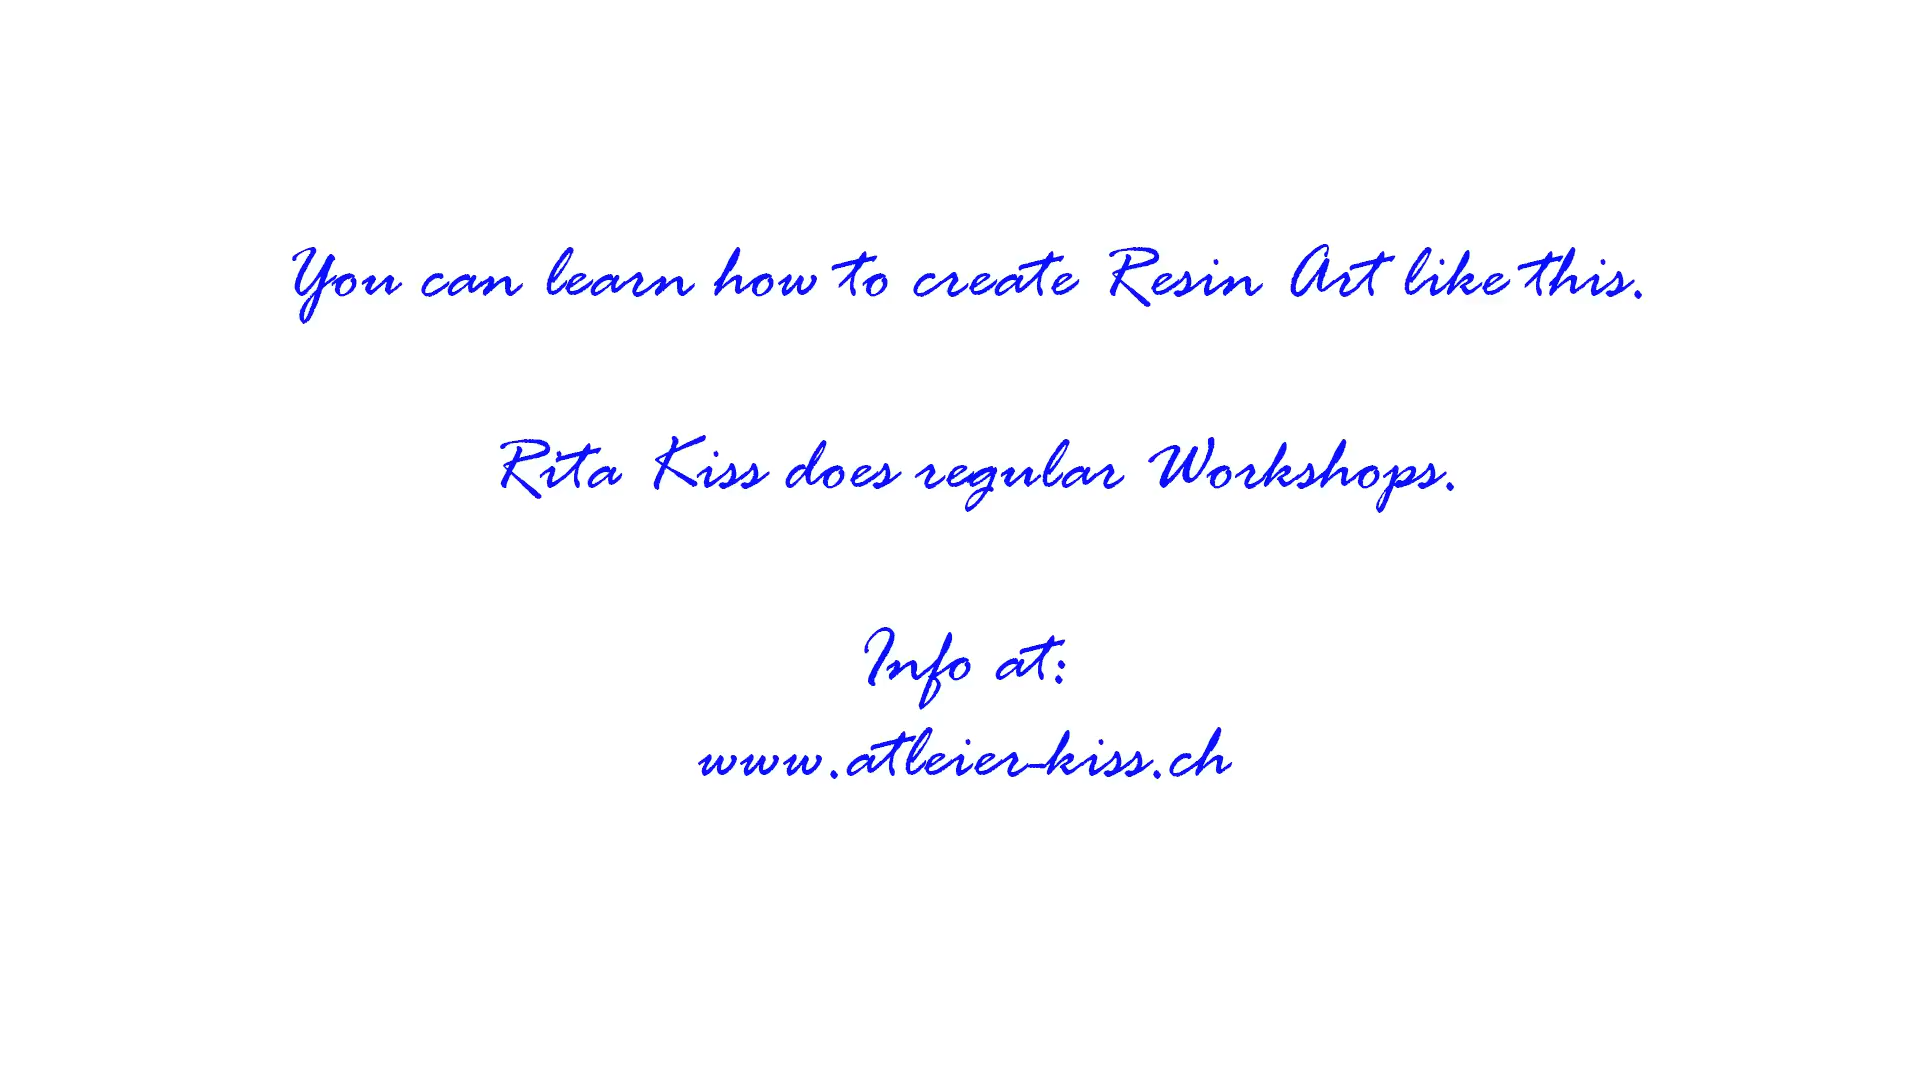 You can learn how to create Resin Art like this.
Rita Kiss does regular Workshops.
Info at:
www.atleier-kiss.ch